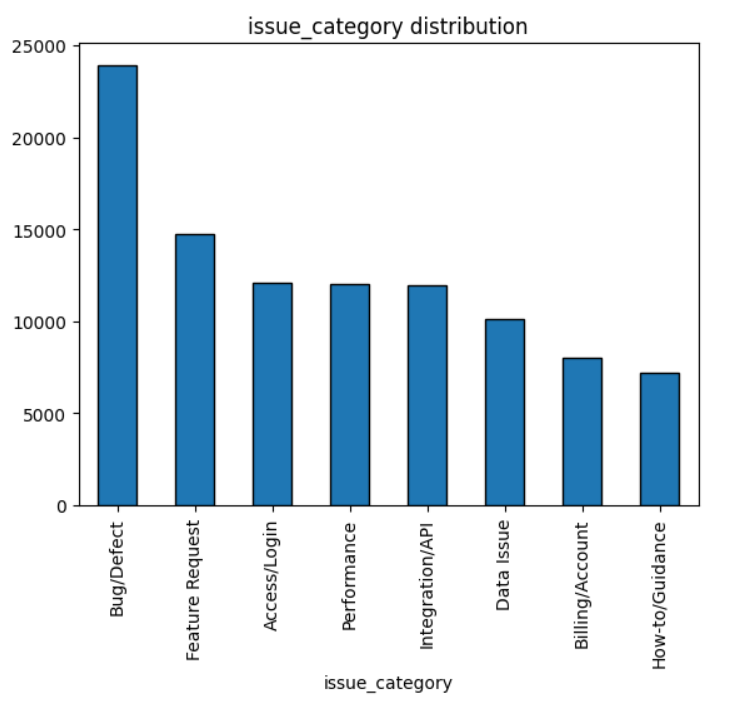 issue_category distribution
25000
20000
15000
10000
5000
0
Bug/Defect
Feature Request
Access/Login
Performance
Integration/API
Data Issue
Billing/Account
How-to/Guidance
issue_category